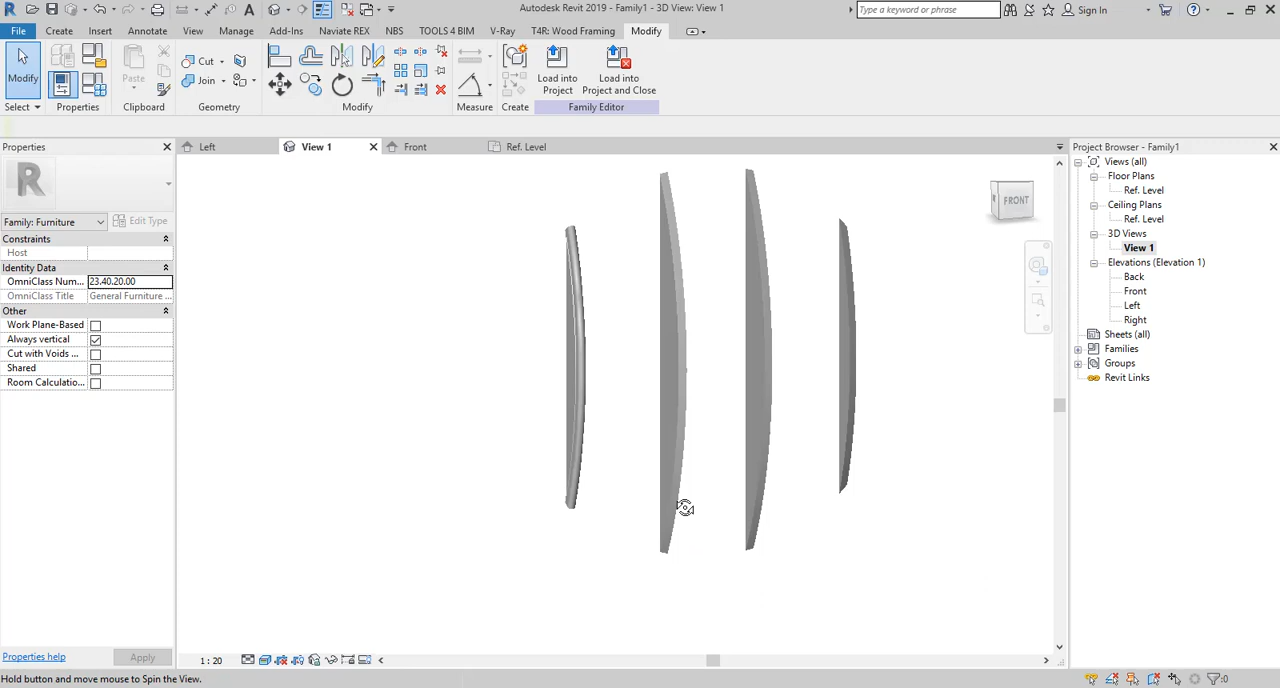 Autodesk Revit 2019 - Family1 - 3D View: View 1
Type a keyword or phrase
Sign In
File Create Insert Annotate View Manage Add-Ins Naviate REX NBS TOOLS 4 BIM V-Ray T4R: Wood Framing Modify
Modify
Paste
Cut
Join
Load into Project
Load into Project and Close
Select Properties Clipboard Geometry Modify Measure Create Family Editor
Properties
Left View 1 Front Ref. Level
Project Browser - Family1
Family: Furniture
Edit Type
Constraints
Host
Identity Data
OmniClass Num... 23.40.20.00
OmniClass Title General Furniture ...
Other
Work Plane-Based
Always vertical
Cut with Voids ...
Shared
Room Calculatio...
Properties help
Apply
FRONT
Views (all)
Floor Plans
Ref. Level
Ceiling Plans
Ref. Level
3D Views
View 1
Elevations (Elevation 1)
Back
Front
Left
Right
Sheets (all)
Families
Groups
Revit Links
1 : 20
Hold button and move mouse to Spin the View.
:0